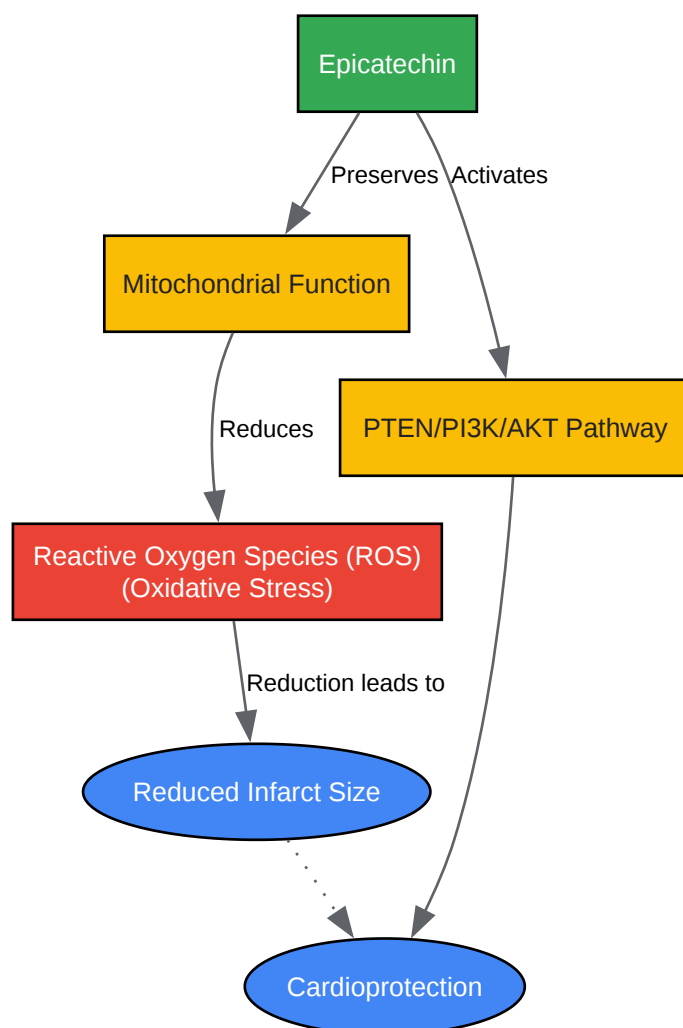 Epicatechin
Preserves
Activates
Mitochondrial Function
Reduces
PTEN/PI3K/AKT Pathway
Reactive Oxygen Species (ROS)
(Oxidative Stress)
Reduction leads to
Reduced Infarct Size
Cardioprotection